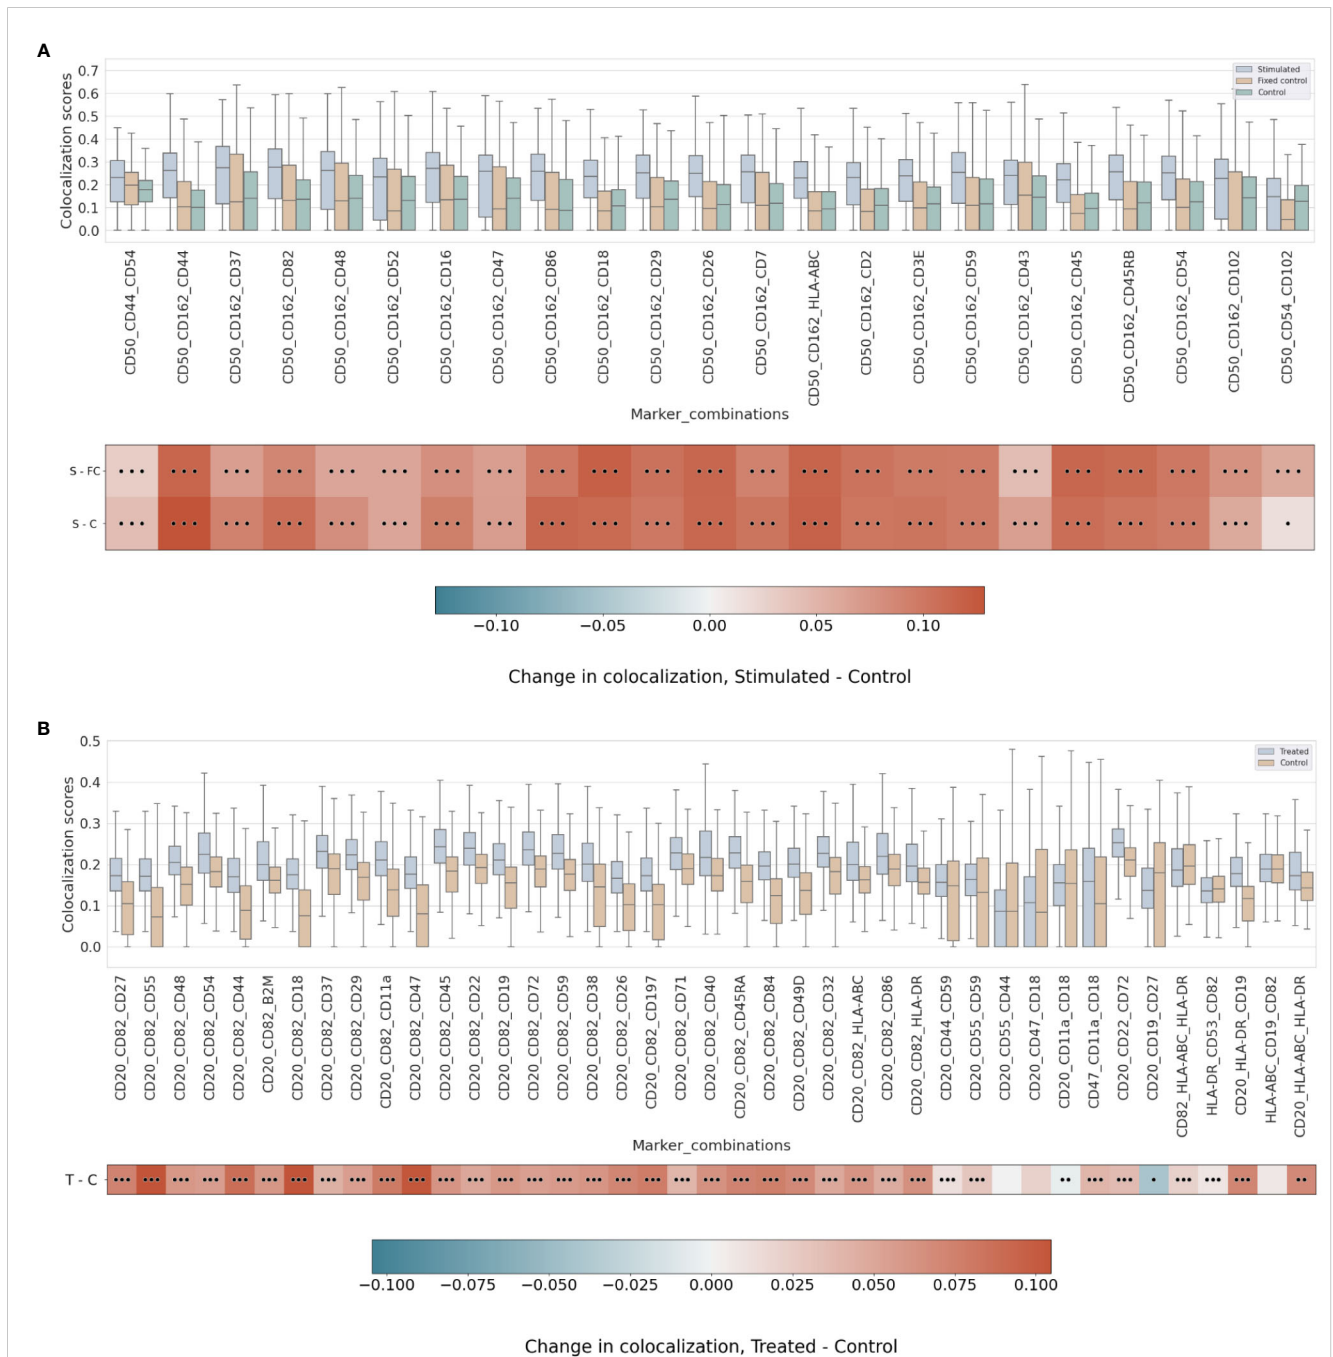 A
0.7
0.6
0.5
0.4
0.3
0.2
0.1
0.0
Colocalization scores
Stimulated
Fixed control
Control
CD50_CD44_CD54
CD50_CD162_CD44
CD50_CD162_CD37
CD50_CD162_CD82
CD50_CD162_CD48
CD50_CD162_CD52
CD50_CD162_CD16
CD50_CD162_CD47
CD50_CD162_CD86
CD50_CD162_CD18
CD50_CD162_CD29
CD50_CD162_CD26
CD50_CD162_CD7
CD50_CD162_HLA-ABC
CD50_CD162_CD2
CD50_CD162_CD3E
CD50_CD162_CD59
CD50_CD162_CD43
CD50_CD162_CD45
CD50_CD162_CD45RB
CD50_CD162_CD54
CD50_CD162_CD102
CD50_CD54_CD102
Marker_combinations
S - FC
S - C
−0.10 −0.05 0.00 0.05 0.10
Change in colocalization, Stimulated - Control
B
0.5
0.4
0.3
0.2
0.1
0.0
Colocalization scores
Treated
Control
CD20_CD82_CD27
CD20_CD82_CD55
CD20_CD82_CD48
CD20_CD82_CD54
CD20_CD82_CD44
CD20_CD82_B2M
CD20_CD82_CD18
CD20_CD82_CD37
CD20_CD82_CD29
CD20_CD82_CD11a
CD20_CD82_CD47
CD20_CD82_CD45
CD20_CD82_CD22
CD20_CD82_CD19
CD20_CD82_CD72
CD20_CD82_CD59
CD20_CD82_CD38
CD20_CD82_CD26
CD20_CD82_CD197
CD20_CD82_CD71
CD20_CD82_CD40
CD20_CD82_CD45RA
CD20_CD82_CD84
CD20_CD82_CD49D
CD20_CD82_CD32
CD20_CD82_HLA-ABC
CD20_CD82_CD86
CD20_CD82_HLA-DR
CD20_CD44_CD59
CD20_CD55_CD59
CD20_CD55_CD44
CD20_CD47_CD18
CD20_CD11a_CD18
CD47_CD11a_CD18
CD20_CD22_CD72
CD20_CD19_CD27
CD82_HLA-ABC_HLA-DR
HLA-DR_CD53_CD82
CD20_HLA-DR_CD19
HLA-ABC_CD19_CD82
CD20_HLA-ABC_HLA-DR
Marker_combinations
T - C
−0.100 −0.075 −0.050 −0.025 0.000 0.025 0.050 0.075 0.100
Change in colocalization, Treated - Control